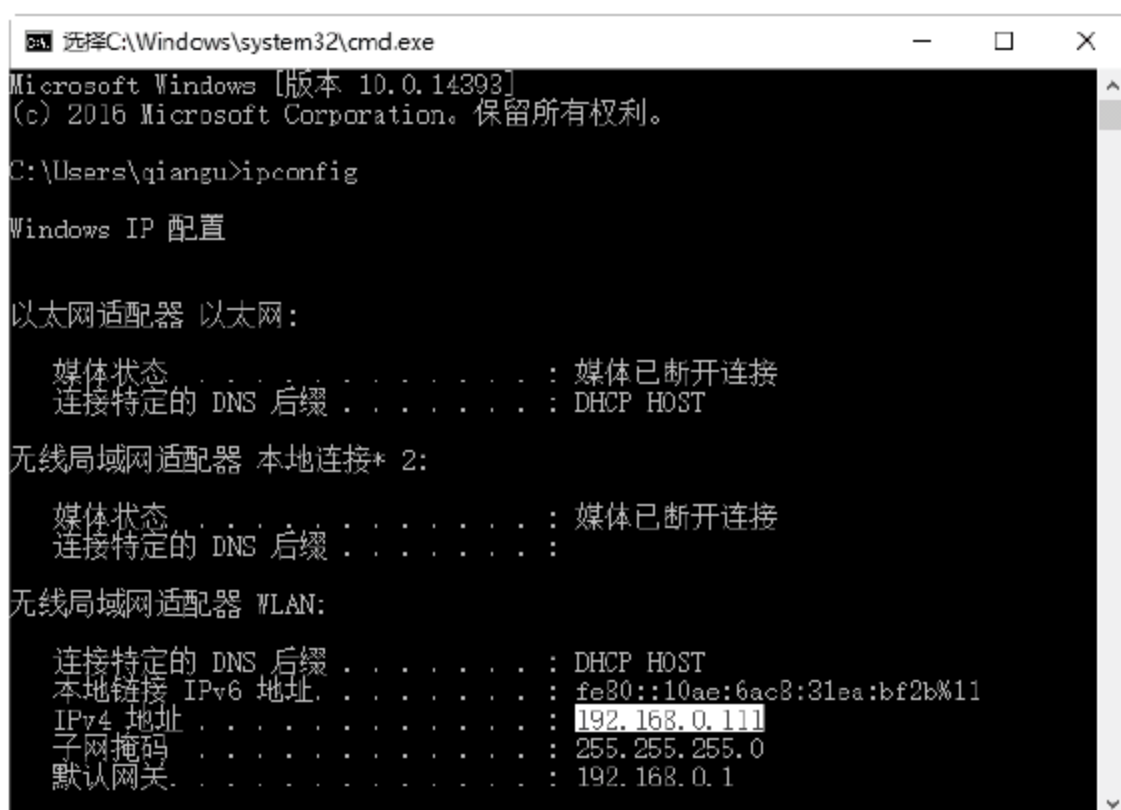 选择C:\Windows\system32\cmd.exe
Microsoft Windows [版本 10.0.14393]
(c) 2016 Microsoft Corporation。保留所有权利。
C:\Users\qiangu>ipconfig
Windows IP 配置
以太网适配器 以太网:
媒体状态 . . . . . . . . . . . . : 媒体已断开连接
连接特定的 DNS 后缀 . . . . . . . : DHCP HOST
无线局域网适配器 本地连接* 2:
媒体状态 . . . . . . . . . . . . : 媒体已断开连接
连接特定的 DNS 后缀 . . . . . . . :
无线局域网适配器 WLAN:
连接特定的 DNS 后缀 . . . . . . . : DHCP HOST
本地链接 IPv6 地址. . . . . . . . : fe80::10ae:6ac8:31ea:bf2b%11
IPv4 地址 . . . . . . . . . . . . : 192.168.0.111
子网掩码 . . . . . . . . . . . . : 255.255.255.0
默认网关. . . . . . . . . . . . . : 192.168.0.1